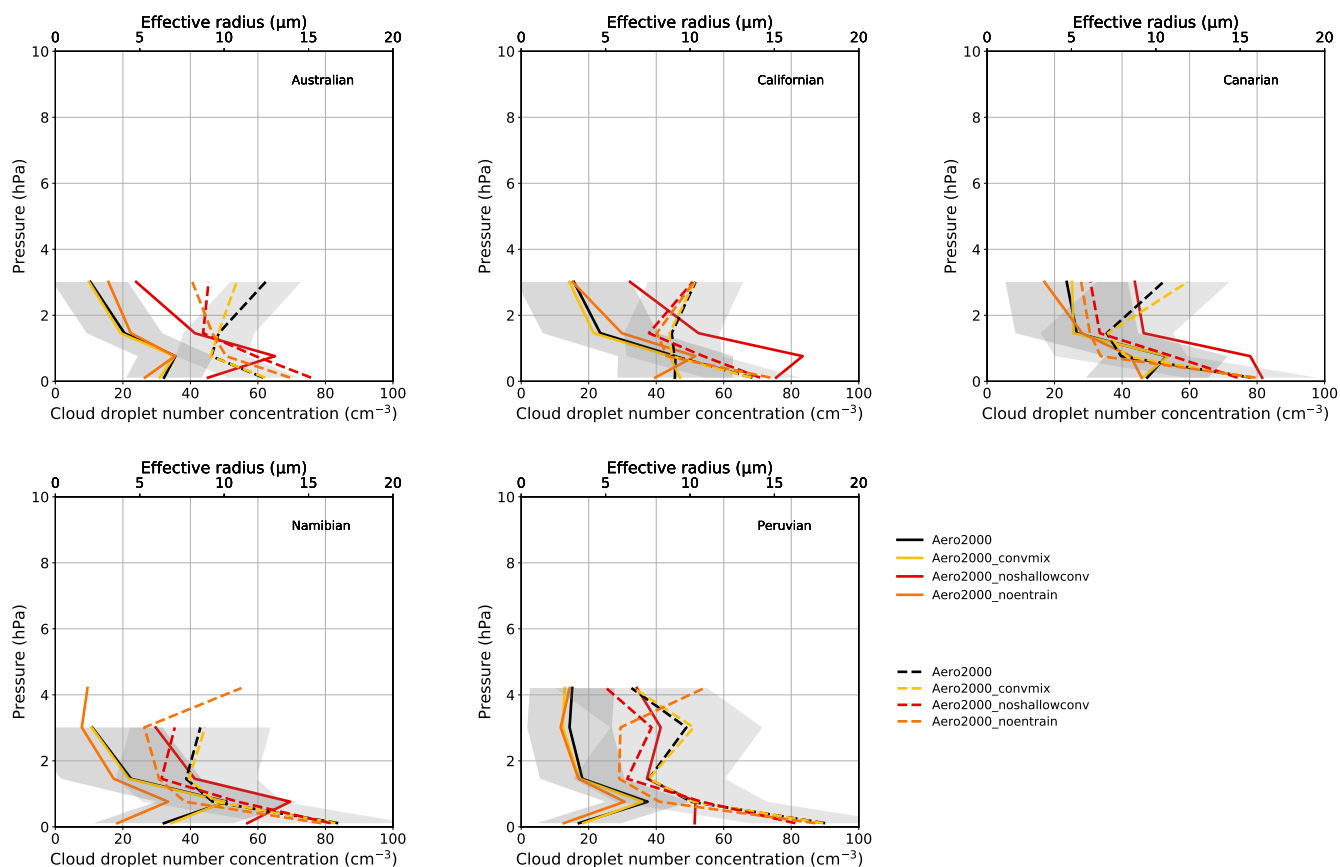 Effective radius (µm)
0 5 10 15 20
10
8
6
4
2
0
Pressure (hPa)
Australian
0 20 40 60 80 100
Cloud droplet number concentration (cm⁻³)
Effective radius (µm)
0 5 10 15 20
10
8
6
4
2
0
Pressure (hPa)
Californian
0 20 40 60 80 100
Cloud droplet number concentration (cm⁻³)
Effective radius (µm)
0 5 10 15 20
10
8
6
4
2
0
Pressure (hPa)
Canarian
0 20 40 60 80 100
Cloud droplet number concentration (cm⁻³)
Effective radius (µm)
0 5 10 15 20
10
8
6
4
2
0
Pressure (hPa)
Namibian
0 20 40 60 80 100
Cloud droplet number concentration (cm⁻³)
Effective radius (µm)
0 5 10 15 20
10
8
6
4
2
0
Pressure (hPa)
Peruvian
0 20 40 60 80 100
Cloud droplet number concentration (cm⁻³)
Aero2000
Aero2000_convmix
Aero2000_noshallowconv
Aero2000_noentrain
Aero2000
Aero2000_convmix
Aero2000_noshallowconv
Aero2000_noentrain